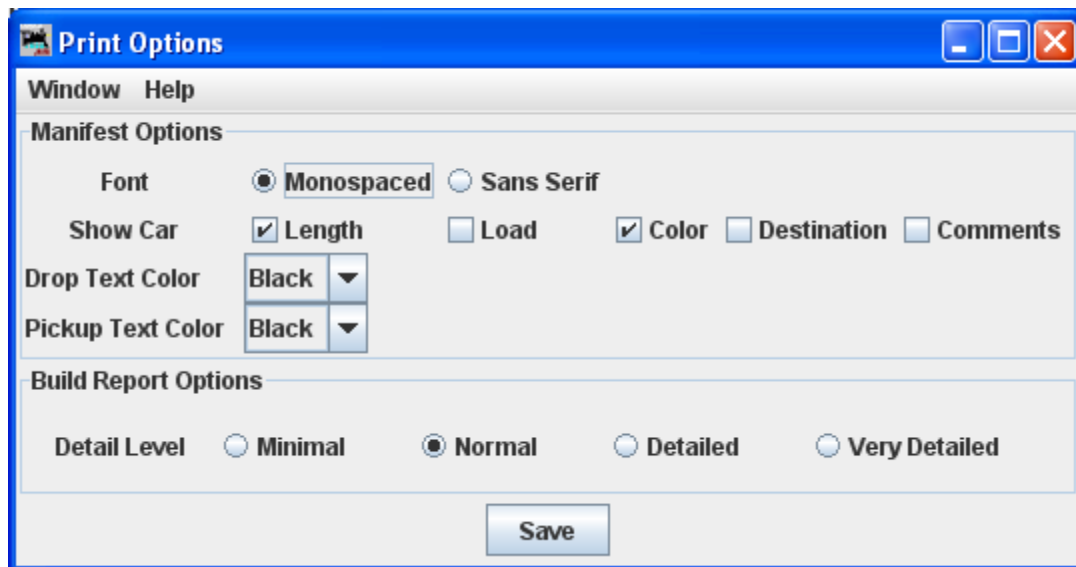 Print Options
Window Help
Manifest Options
Font Monospaced Sans Serif
Show Car Length Load Color Destination Comments
Drop Text Color Black
Pickup Text Color Black
Build Report Options
Detail Level Minimal Normal Detailed Very Detailed
Save